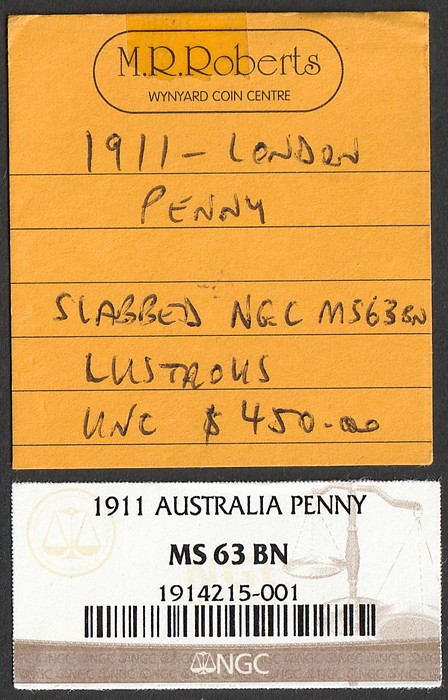 M.R.Roberts
WYNYARD COIN CENTRE
1911 - LONDON
PENNY
SLABBED NGC MS63BN
LUSTROUS
UNC $450.00
1911 AUSTRALIA PENNY
MS 63 BN
1914215-001
NGC